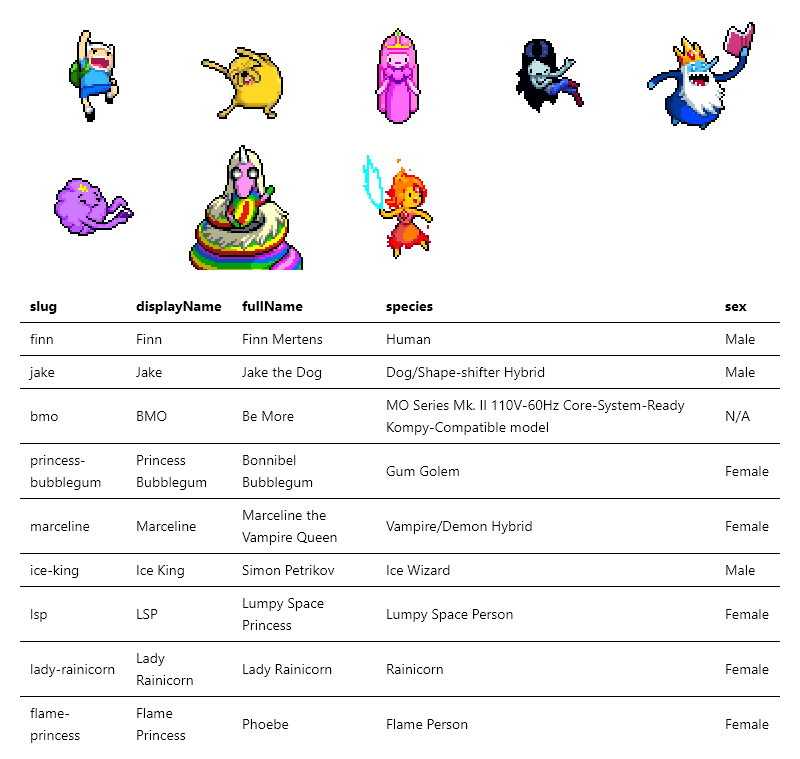 slug displayName fullName species sex
finn Finn Finn Mertens Human Male
jake Jake Jake the Dog Dog/Shape-shifter Hybrid Male
bmo BMO Be More MO Series Mk. II 110V-60Hz Core-System-Ready N/A
Kompy-Compatible model
princess- Princess Bonnibel Gum Golem Female
bubblegum Bubblegum Bubblegum
marceline Marceline Marceline the Vampire/Demon Hybrid Female
Vampire Queen
ice-king Ice King Simon Petrikov Ice Wizard Male
lsp LSP Lumpy Space Lumpy Space Person Female
Princess
lady-rainicorn Lady Lady Rainicorn Rainicorn Female
Rainicorn
flame- Flame Phoebe Flame Person Female
princess Princess